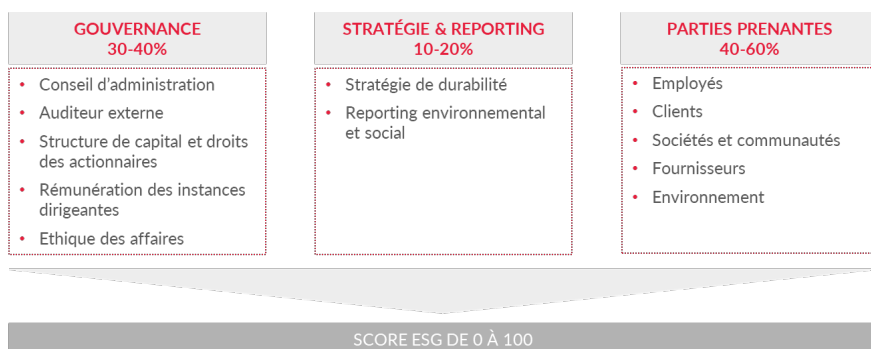 GOUVERNANCE
30-40%
• Conseil d'administration
• Auditeur externe
• Structure de capital et droits
des actionnaires
• Rémunération des instances
dirigeantes
• Ethique des affaires
STRATÉGIE & REPORTING
10-20%
• Stratégie de durabilité
• Reporting environnemental
et social
PARTIES PRENANTES
40-60%
• Employés
• Clients
• Sociétés et communautés
• Fournisseurs
• Environnement
SCORE ESG DE 0 À 100